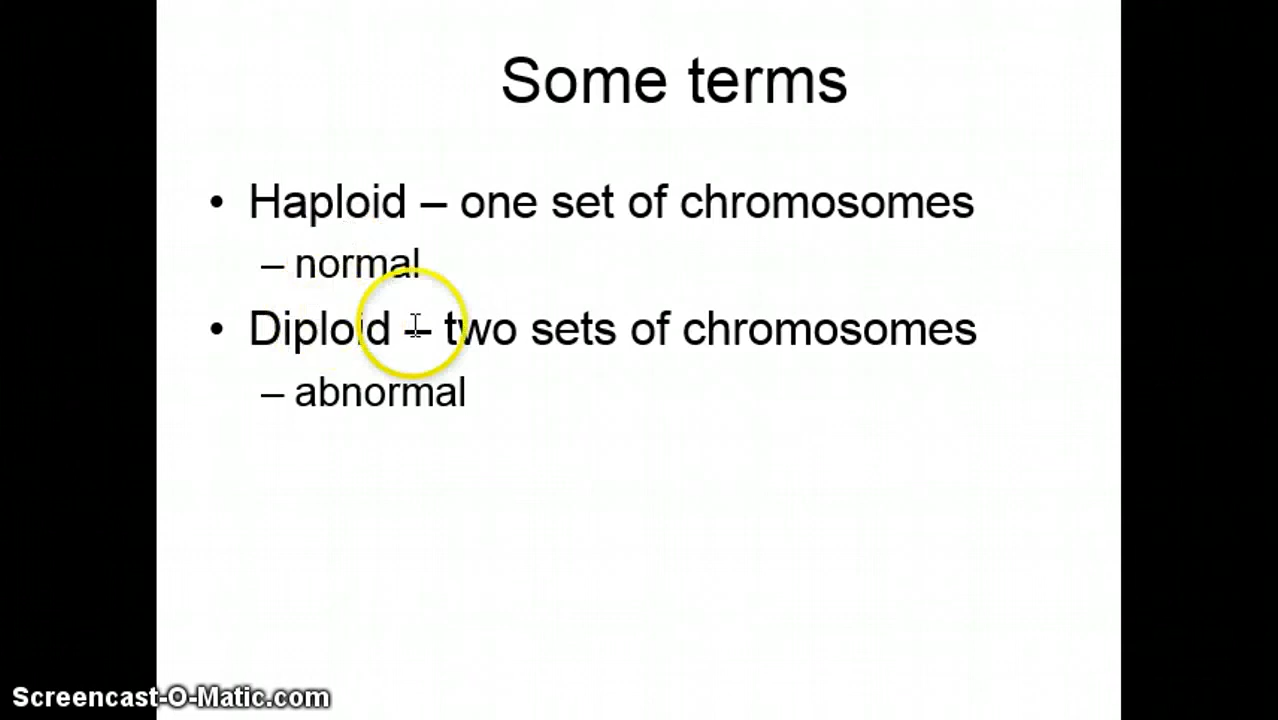 Some terms
• Haploid – one set of chromosomes
– normal
• Diploid – two sets of chromosomes
– abnormal
Screencast-O-Matic.com